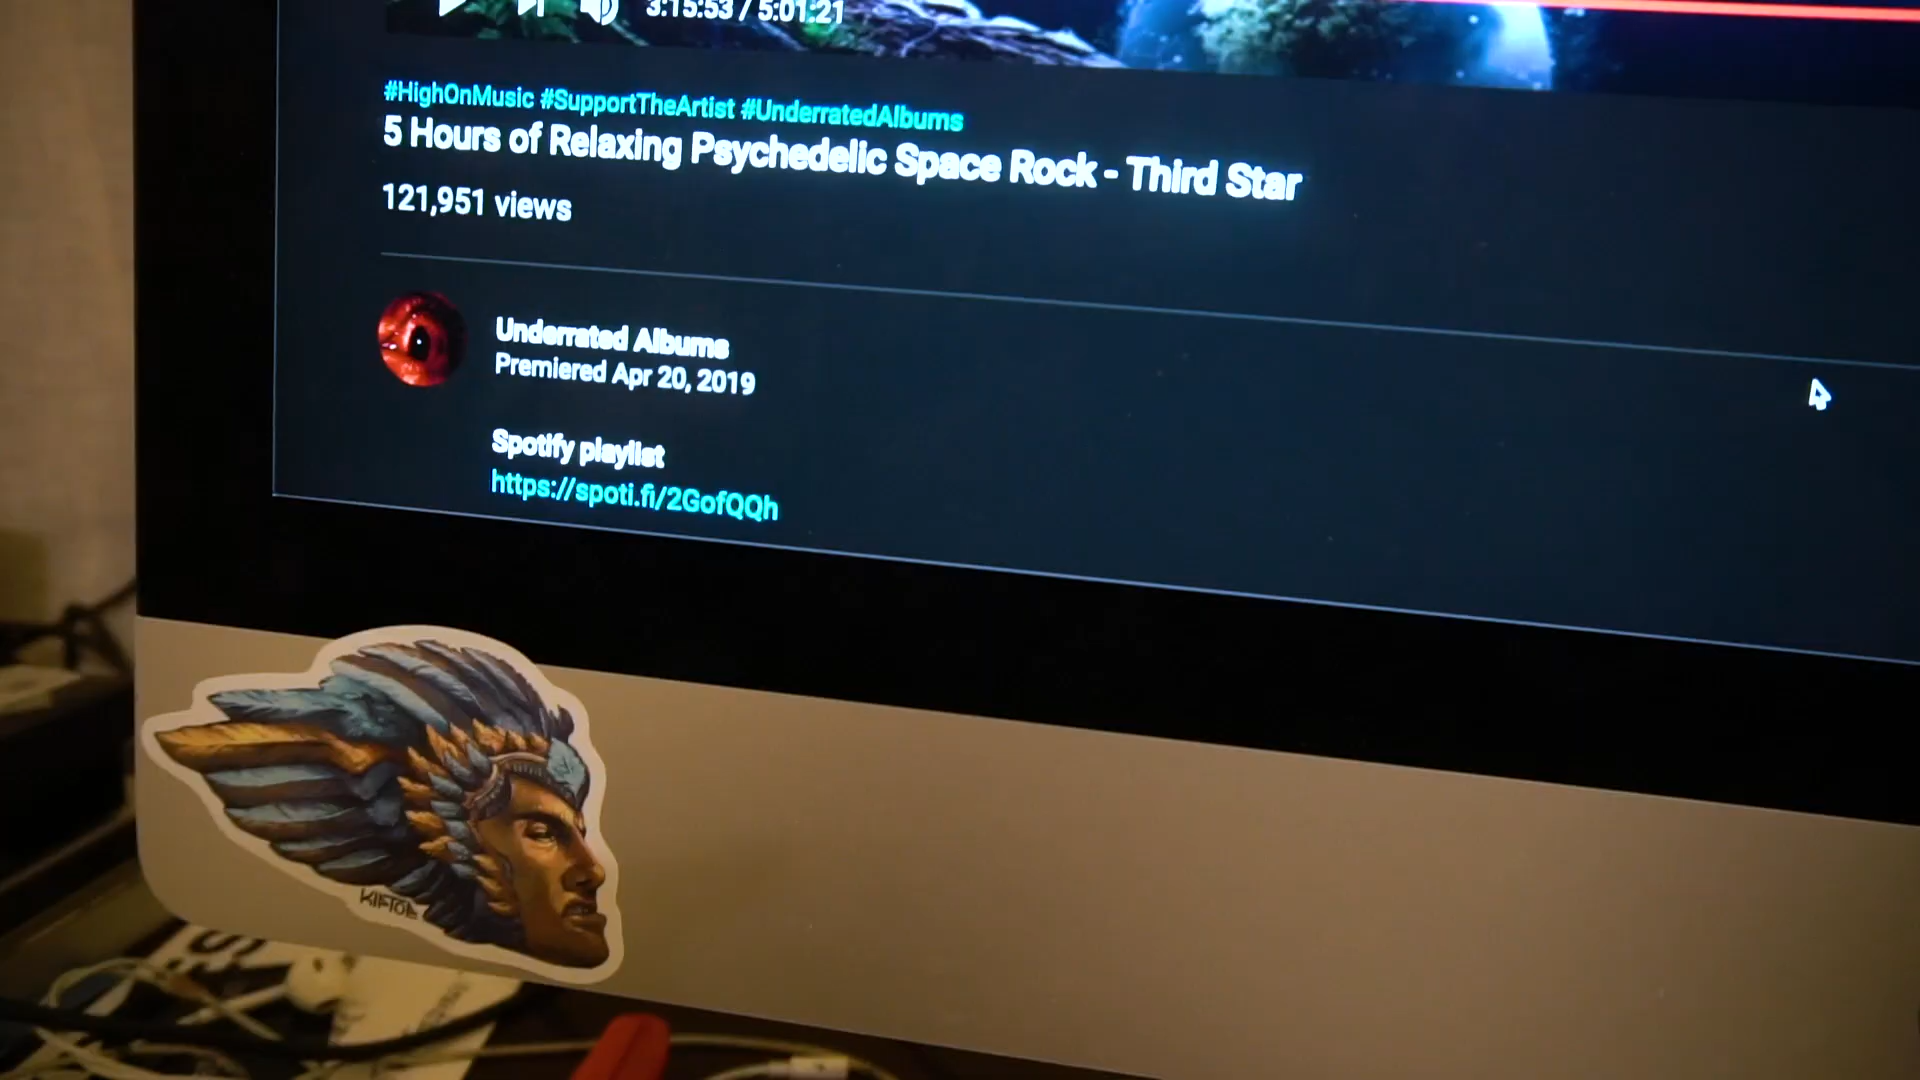 3:15:53 / 5:01:21
#HighOnMusic #SupportTheArtist #UnderratedAlbums
5 Hours of Relaxing Psychedelic Space Rock - Third Star
121,951 views
Underrated Albums
Premiered Apr 20, 2019
Spotify playlist
https://spoti.fi/2GofQQh